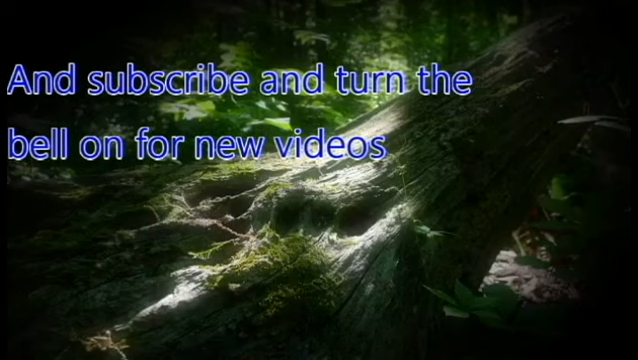 And subscribe and turn the
bell on for new videos